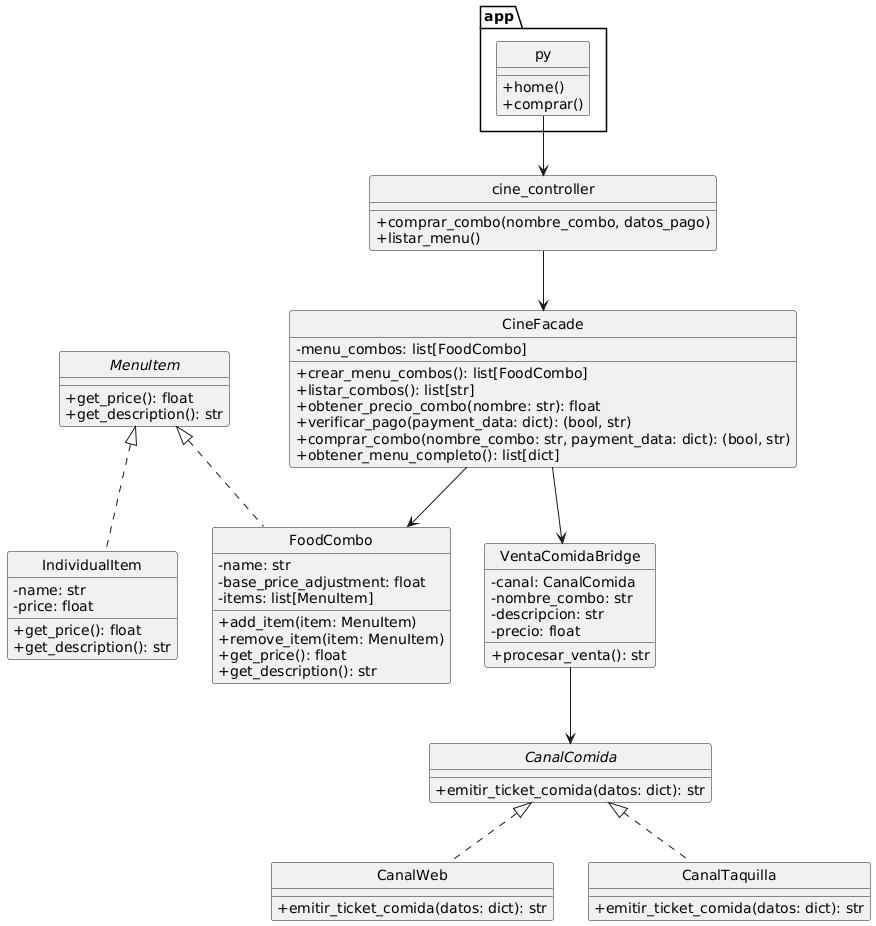 app
py
+home()
+comprar()
cine_controller
+comprar_combo(nombre_combo, datos_pago)
+listar_menu()
CineFacade
-menu_combos: list[FoodCombo]
+crear_menu_combos(): list[FoodCombo]
+listar_combos(): list[str]
+obtener_precio_combo(nombre: str): float
+verificar_pago(payment_data: dict): (bool, str)
+comprar_combo(nombre_combo: str, payment_data: dict): (bool, str)
+obtener_menu_completo(): list[dict]
MenuItem
+get_price(): float
+get_description(): str
IndividualItem
-name: str
-price: float
+get_price(): float
+get_description(): str
FoodCombo
-name: str
-base_price_adjustment: float
-items: list[MenuItem]
+add_item(item: MenuItem)
+remove_item(item: MenuItem)
+get_price(): float
+get_description(): str
VentaComidaBridge
-canal: CanalComida
-nombre_combo: str
-descripcion: str
-precio: float
+procesar_venta(): str
CanalComida
+emitir_ticket_comida(datos: dict): str
CanalWeb
+emitir_ticket_comida(datos: dict): str
CanalTaquilla
+emitir_ticket_comida(datos: dict): str